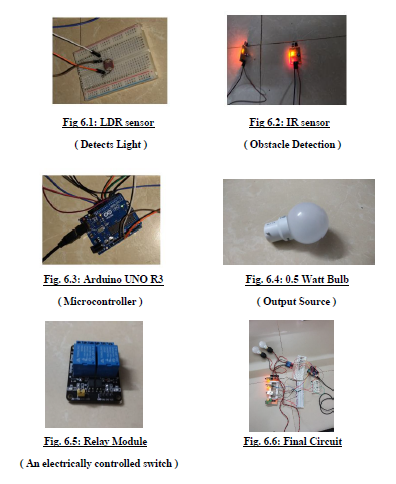 Fig 6.1: LDR sensor
( Detects Light )
Fig 6.2: IR sensor
( Obstacle Detection )
Fig. 6.3: Arduino UNO R3
( Microcontroller )
Fig. 6.4: 0.5 Watt Bulb
( Output Source )
Fig. 6.5: Relay Module
( An electrically controlled switch )
Fig. 6.6: Final Circuit